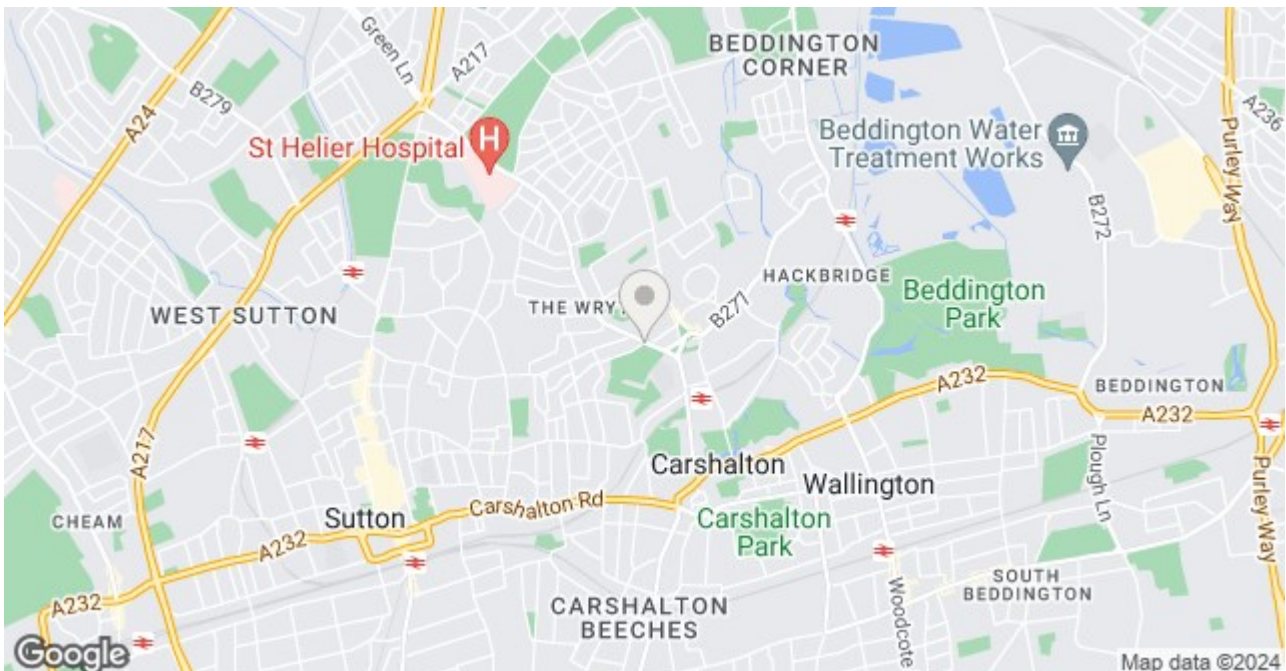 BEDDINGTON
CORNER
Green Ln
A217
A24
B279
St Helier Hospital
H
Beddington Water
Treatment Works
A236
Purley Way
B272
HACKBRIDGE
THE WRY
B271
Beddington
Park
WEST SUTTON
A232
BEDDINGTON
A232
A217
Carshalton
Wallington
Plough Ln
Purley Way
CHEAM
Sutton
Carshalton Rd
Carshalton
Park
A232
A232
SOUTH
BEDDINGTON
CARSHALTON
BEECHES
Woodcote
Google
Map data ©2024